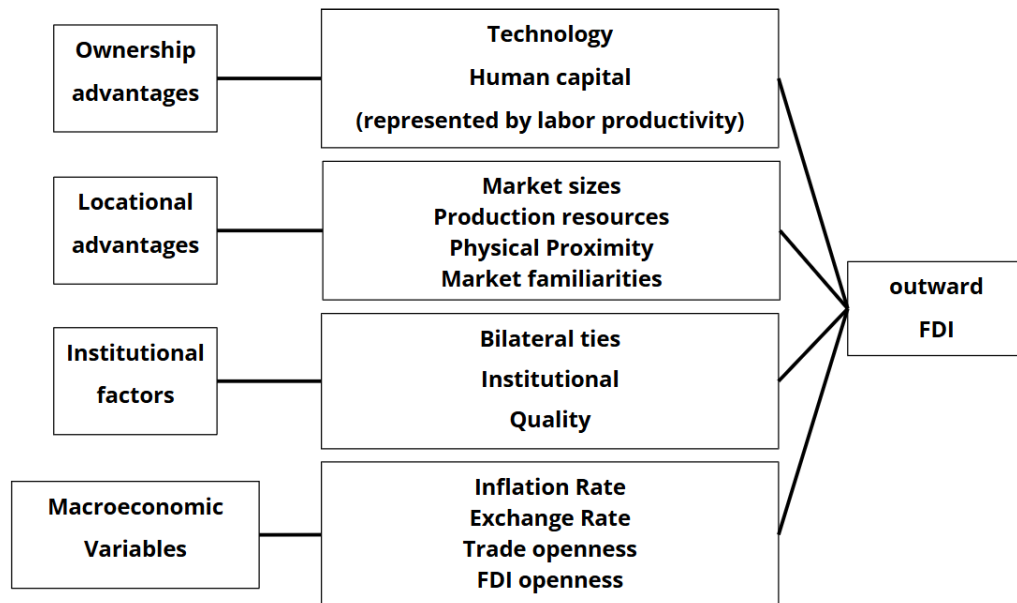 Ownership
advantages
Technology
Human capital
(represented by labor productivity)
Locational
advantages
Market sizes
Production resources
Physical Proximity
Market familiarities
outward
FDI
Institutional
factors
Bilateral ties
Institutional
Quality
Macroeconomic
Variables
Inflation Rate
Exchange Rate
Trade openness
FDI openness